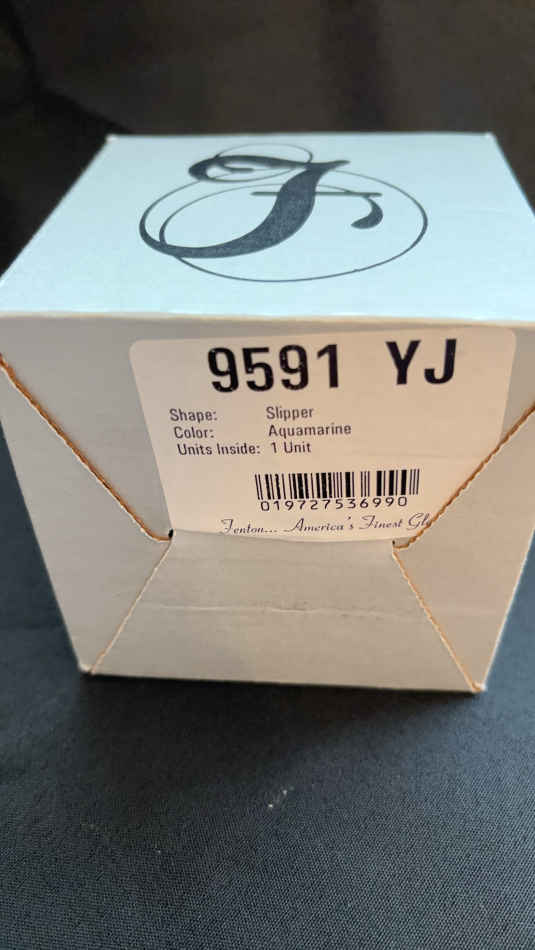 F
9591 YJ
Shape: Slipper
Color: Aquamarine
Units Inside: 1 Unit
019727536990
Fenton... America's Finest